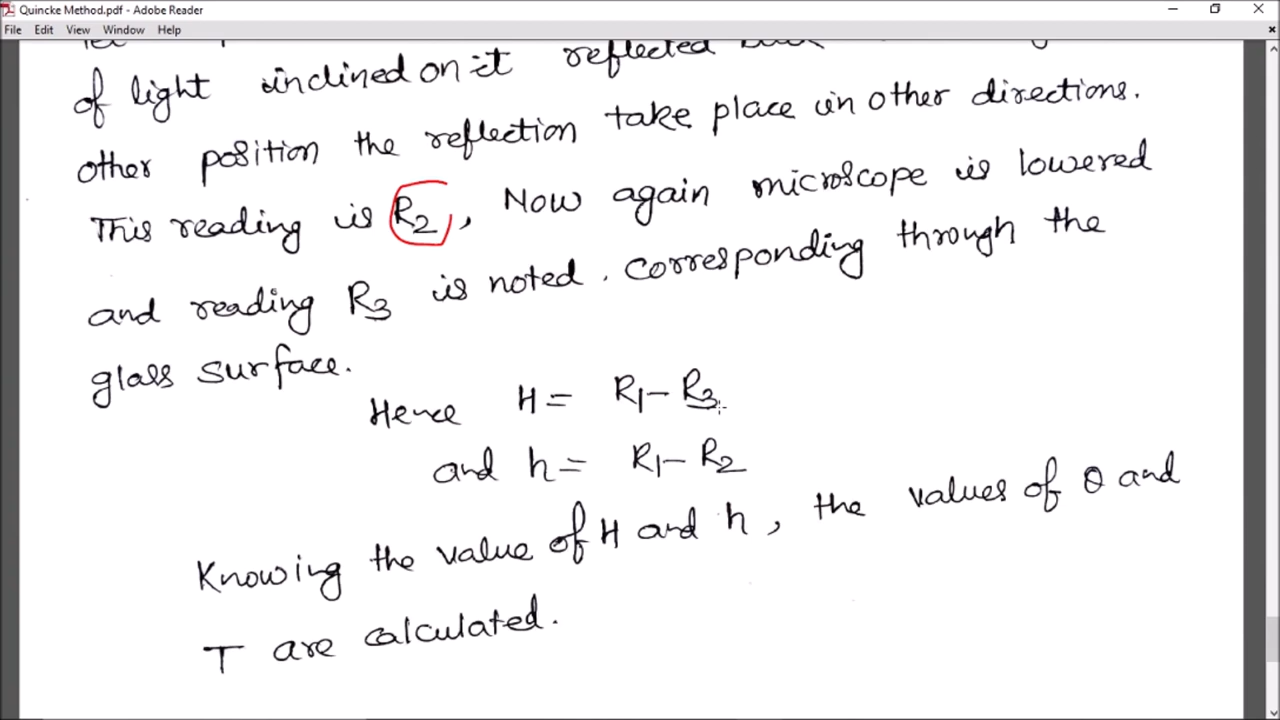 Quincke Method.pdf - Adobe Reader
File Edit View Window Help
reflected
of light inclined on it
other position the reflection take place in other directions.
This reading is R2, Now again microscope is lowered
and reading R3 is noted. Corresponding through the
glass surface.
Hence H = R1 - R3
and h = R1 - R2
Knowing the value of H and h, the values of θ and
T are calculated.